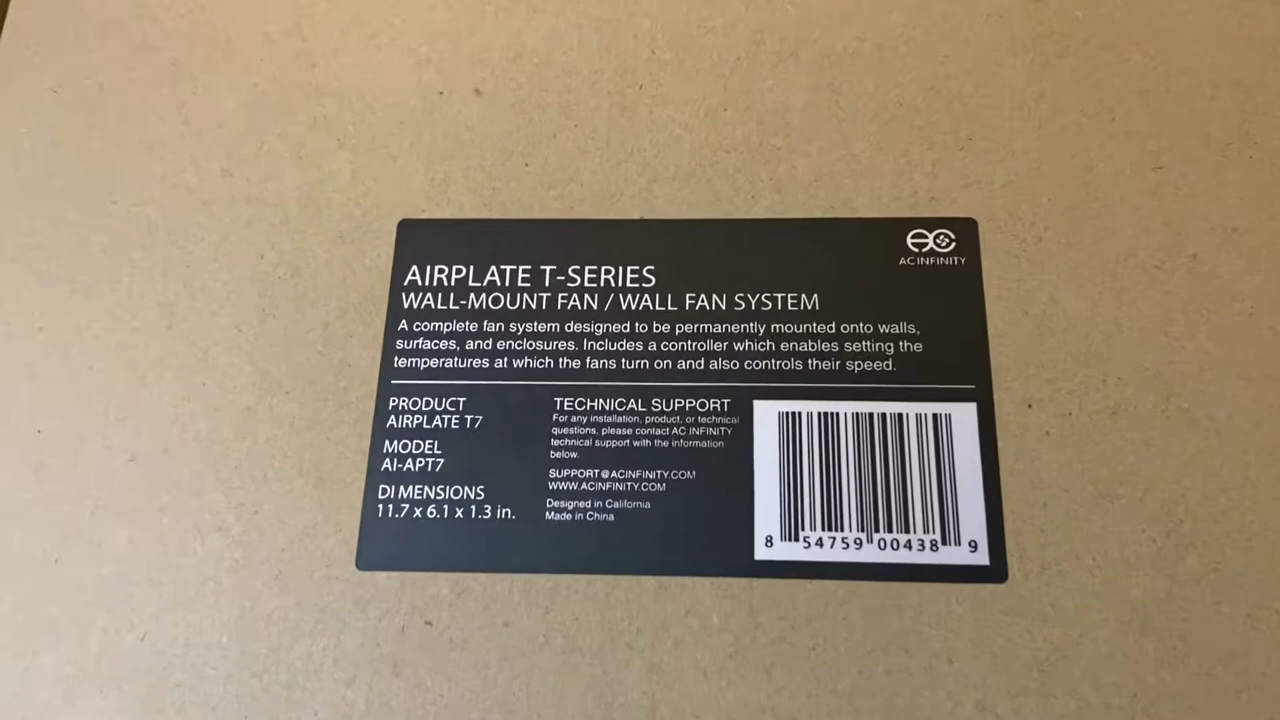 AC INFINITY
AIRPLATE T-SERIES
WALL-MOUNT FAN / WALL FAN SYSTEM
A complete fan system designed to be permanently mounted onto walls,
surfaces, and enclosures. Includes a controller which enables setting the
temperatures at which the fans turn on and also controls their speed.
PRODUCT
AIRPLATE T7
MODEL
AI-APT7
DIMENSIONS
11.7 x 6.1 x 1.3 in.
TECHNICAL SUPPORT
For any installation, product, or technical
questions, please contact AC INFINITY
technical support with the information
below.
SUPPORT@ACINFINITY.COM
WWW.ACINFINITY.COM
Designed in California
Made in China
8 54759 00438 9